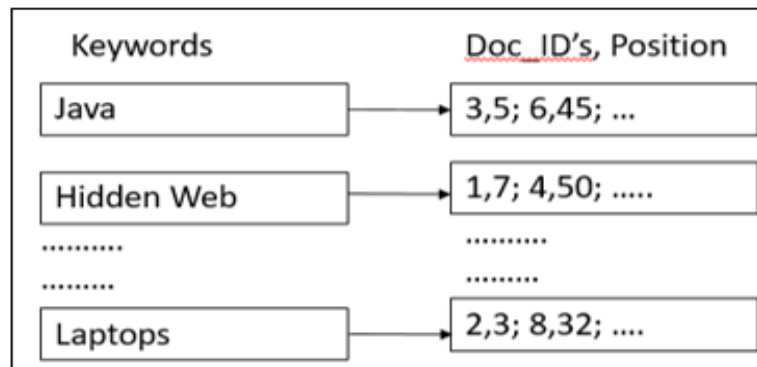 Keywords Doc_ID's, Position
Java 3,5; 6,45; ...
Hidden Web 1,7; 4,50; .....
.......... ..........
......... .........
Laptops 2,3; 8,32; ....